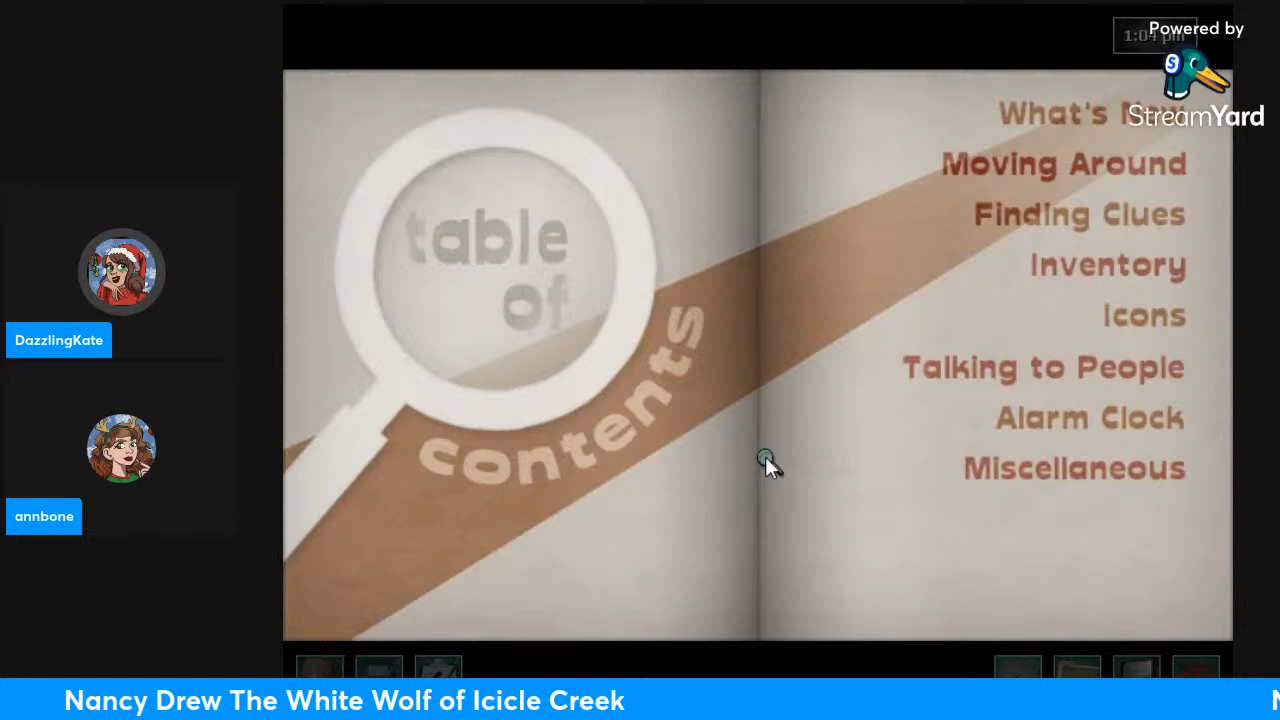 1:04 pm
Powered by
StreamYard
table
of
contents
What's New
Moving Around
Finding Clues
Inventory
Icons
Talking to People
Alarm Clock
Miscellaneous
DazzlingKate
annbone
Nancy Drew The White Wolf of Icicle Creek